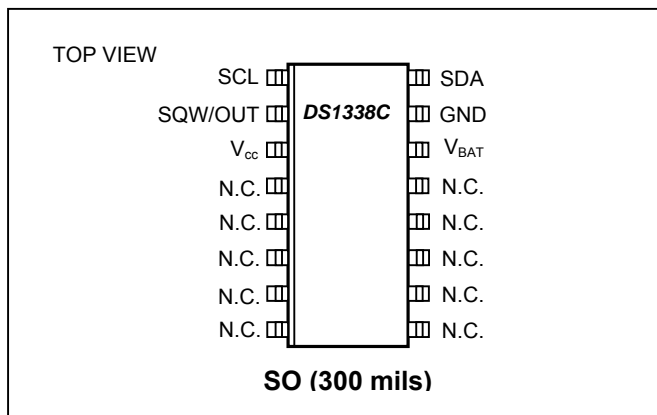 TOP VIEW
SCL SDA
SQW/OUT DS1338C GND
Vcc VBAT
N.C. N.C.
N.C. N.C.
N.C. N.C.
N.C. N.C.
N.C. N.C.
SO (300 mils)